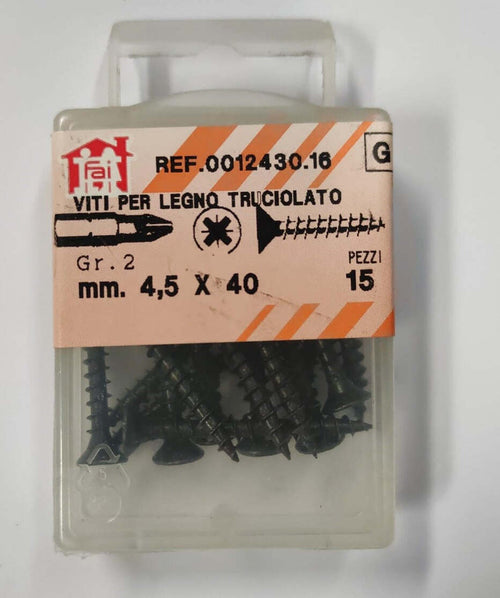 Fai
REF.0012430.16
G
VITI PER LEGNO TRUCIOLATO
Gr.2
PEZZI
mm. 4,5 X 40
15